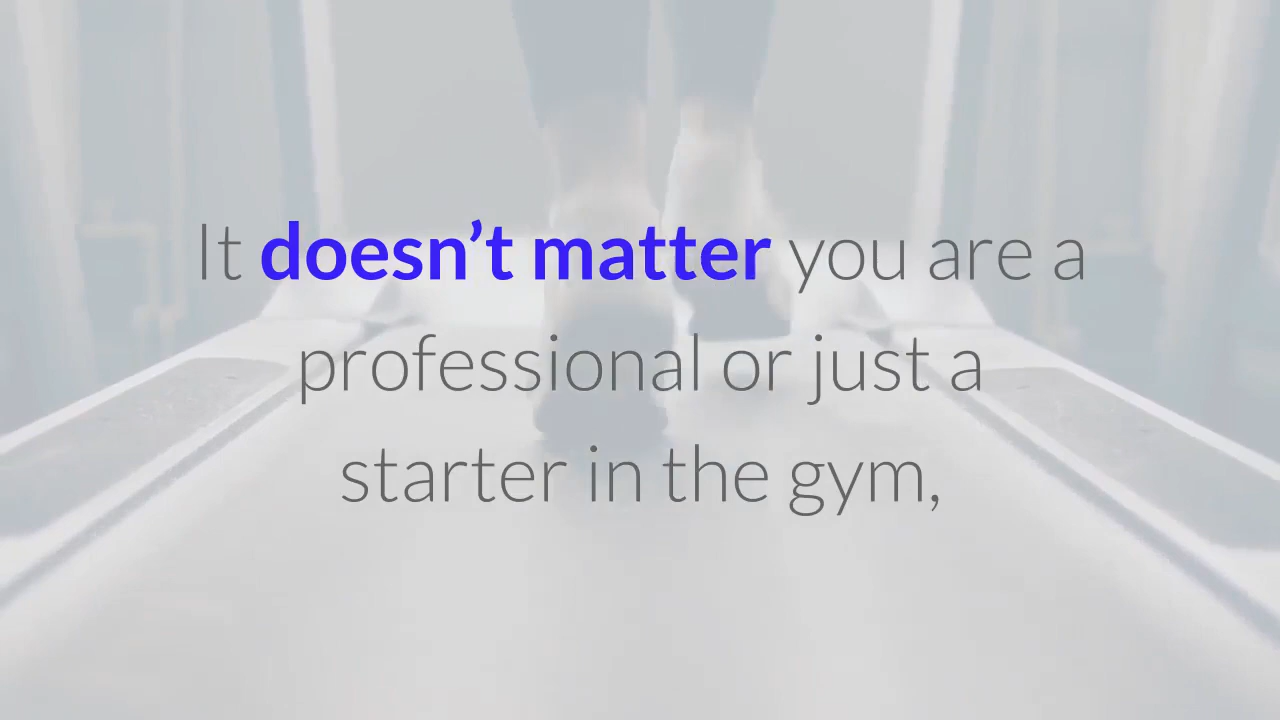 It doesn’t matter you are a
professional or just a
starter in the gym,